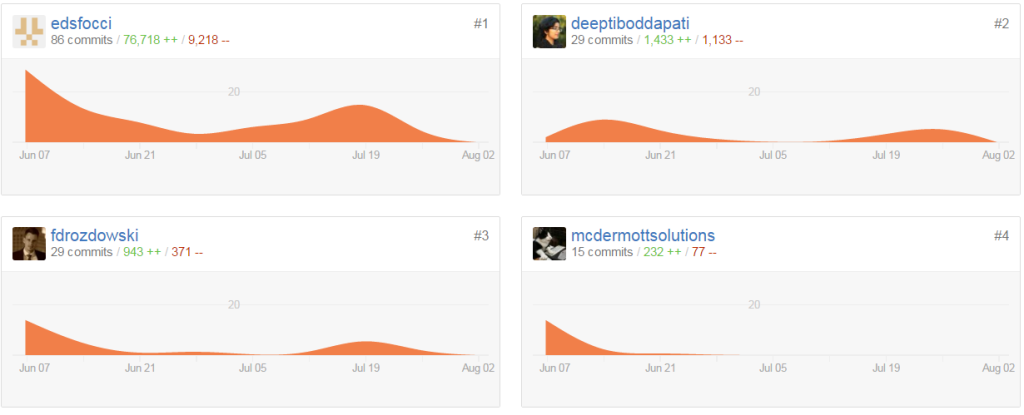 edsfocci #1
86 commits / 76,718 ++ / 9,218 --
20
Jun 07 Jun 21 Jul 05 Jul 19 Aug 02
deeptiboddapati #2
29 commits / 1,433 ++ / 1,133 --
20
Jun 07 Jun 21 Jul 05 Jul 19 Aug 02
fdrozdowski #3
29 commits / 943 ++ / 371 --
20
Jun 07 Jun 21 Jul 05 Jul 19 Aug 02
mcdermottsolutions #4
15 commits / 232 ++ / 77 --
20
Jun 07 Jun 21 Jul 05 Jul 19 Aug 02